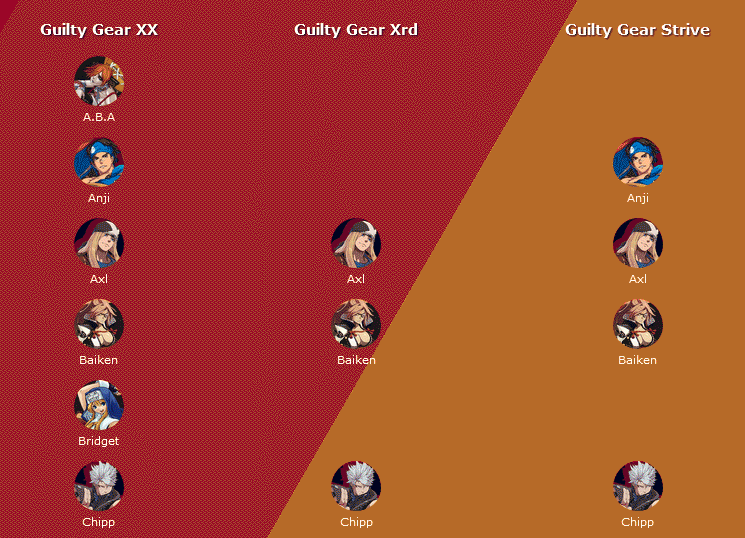 Guilty Gear XX Guilty Gear Xrd Guilty Gear Strive
A.B.A
Anji Anji
Axl Axl Axl
Baiken Baiken Baiken
Bridget
Chipp Chipp Chipp